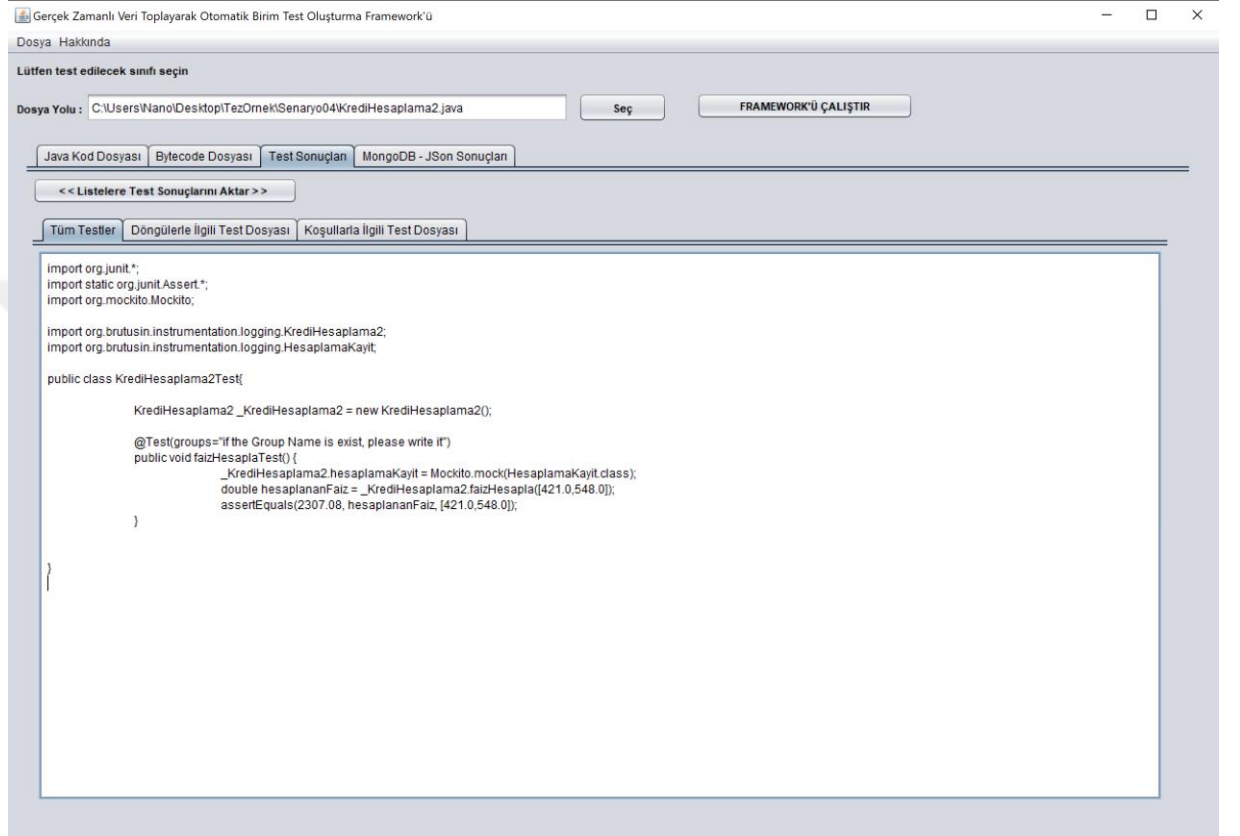 Gerçek Zamanlı Veri Toplayarak Otomatik Birim Test Oluşturma Framework'ü
Dosya Hakkında
Lütfen test edilecek sınıfı seçin
Dosya Yolu : C:\Users\Nano\Desktop\TezOrnek\Senaryo04\KrediHesaplama2.java Seç FRAMEWORK'Ü ÇALIŞTIR
Java Kod Dosyası Bytecode Dosyası Test Sonuçları MongoDB - JSon Sonuçları
<< Listelere Test Sonuçlarını Aktar >>
Tüm Testler Döngülerle İlgili Test Dosyası Koşullarla İlgili Test Dosyası
import org.junit.*;
import static org.junit.Assert.*;
import org.mockito.Mockito;
import org.brutusin.instrumentation.logging.KrediHesaplama2;
import org.brutusin.instrumentation.logging.HesaplamaKayit;
public class KrediHesaplama2Test{
KrediHesaplama2 _KrediHesaplama2 = new KrediHesaplama2();
@Test(groups="if the Group Name is exist, please write it")
public void faizHesaplaTest() {
_KrediHesaplama2.hesaplamaKayit = Mockito.mock(HesaplamaKayit.class);
double hesaplananFaiz = _KrediHesaplama2.faizHesapla([421.0,548.0]);
assertEquals(2307.08, hesaplananFaiz, [421.0,548.0]);
}
}